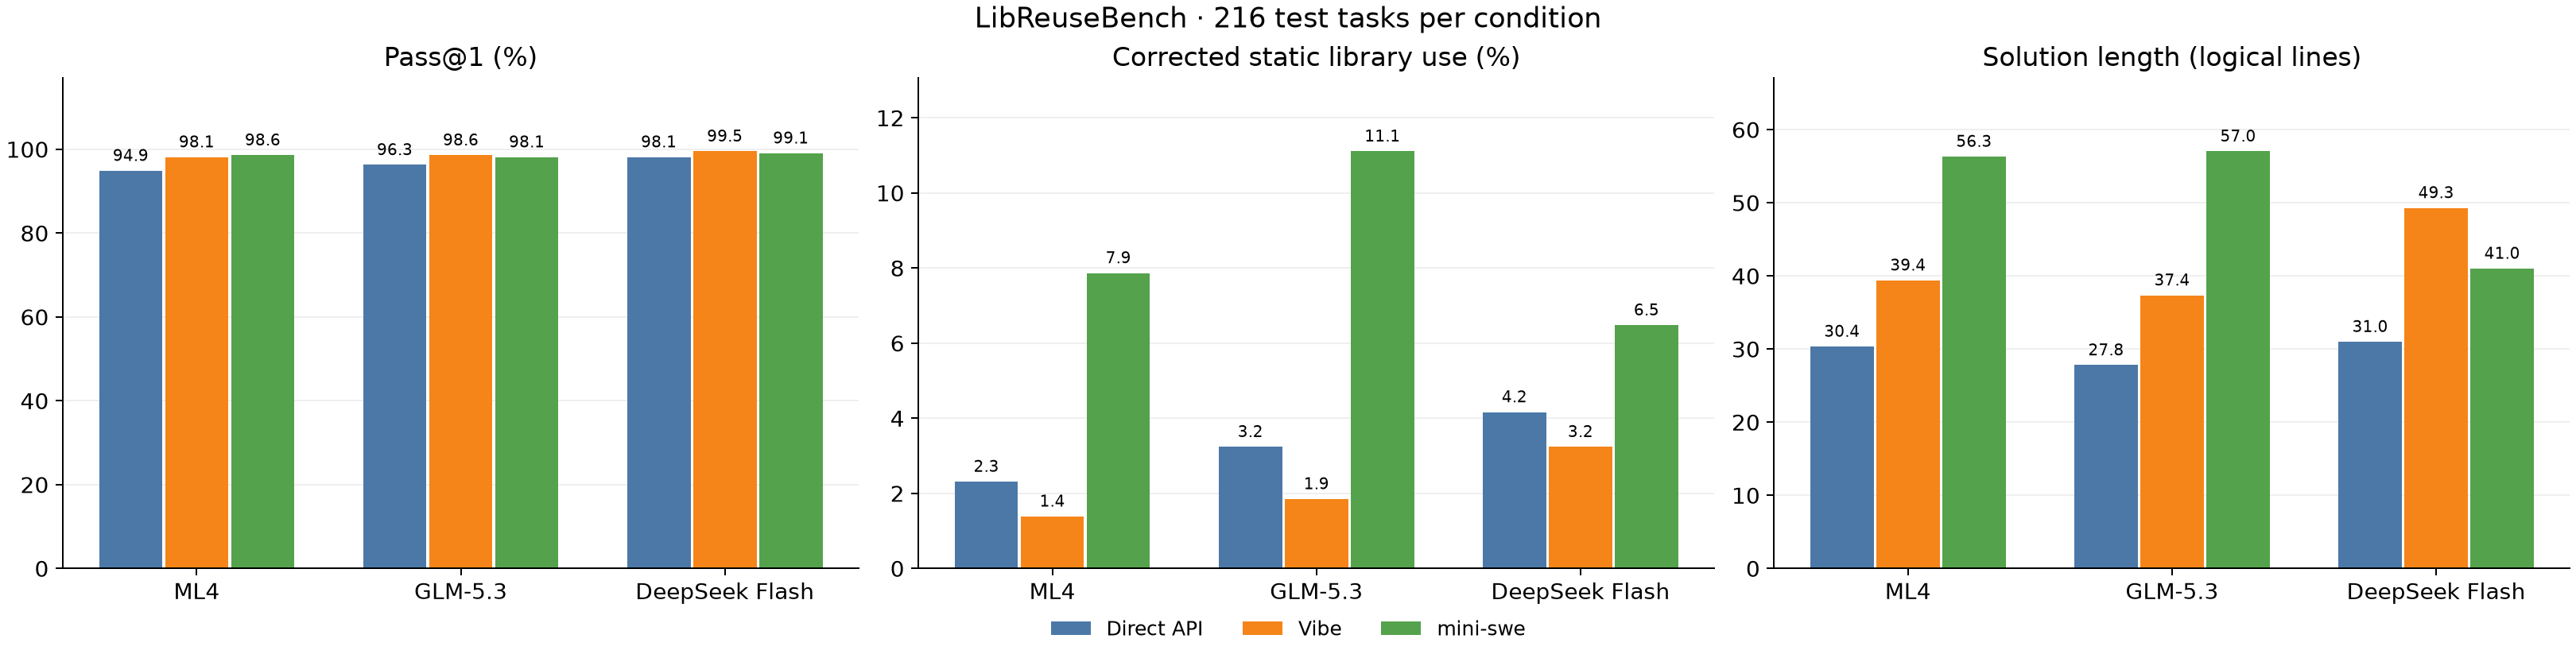 LibReuseBench · 216 test tasks per condition
Pass@1 (%)
100
80
60
40
20
0
94.9
98.1
98.6
96.3
98.6
98.1
98.1
99.5
99.1
ML4
GLM-5.3
DeepSeek Flash
Corrected static library use (%)
12
10
8
6
4
2
0
2.3
1.4
7.9
3.2
1.9
11.1
4.2
3.2
6.5
ML4
GLM-5.3
DeepSeek Flash
Solution length (logical lines)
60
50
40
30
20
10
0
30.4
39.4
56.3
27.8
37.4
57.0
31.0
49.3
41.0
ML4
GLM-5.3
DeepSeek Flash
Direct API
Vibe
mini-swe